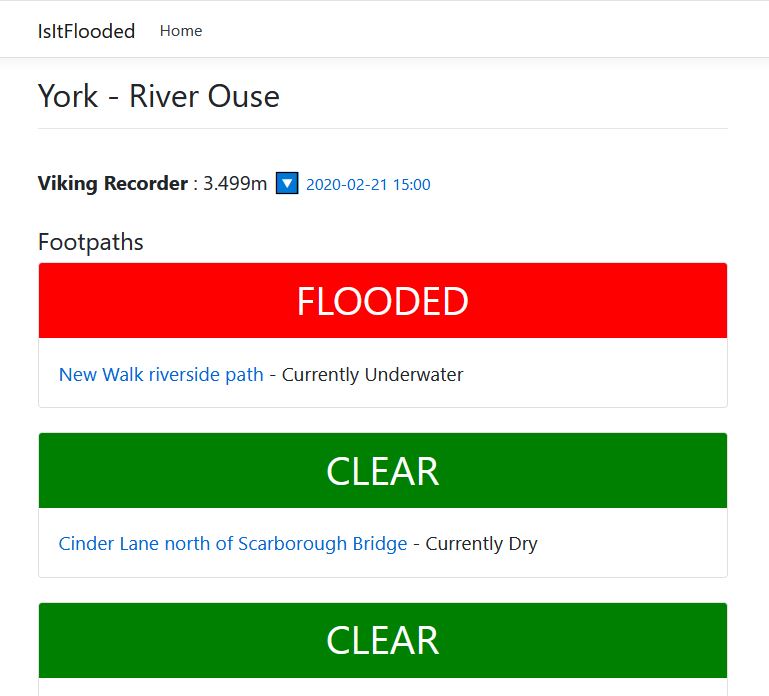 IsItFlooded Home
York - River Ouse
Viking Recorder : 3.499m 🔽 2020-02-21 15:00
Footpaths
FLOODED
New Walk riverside path - Currently Underwater
CLEAR
Cinder Lane north of Scarborough Bridge - Currently Dry
CLEAR